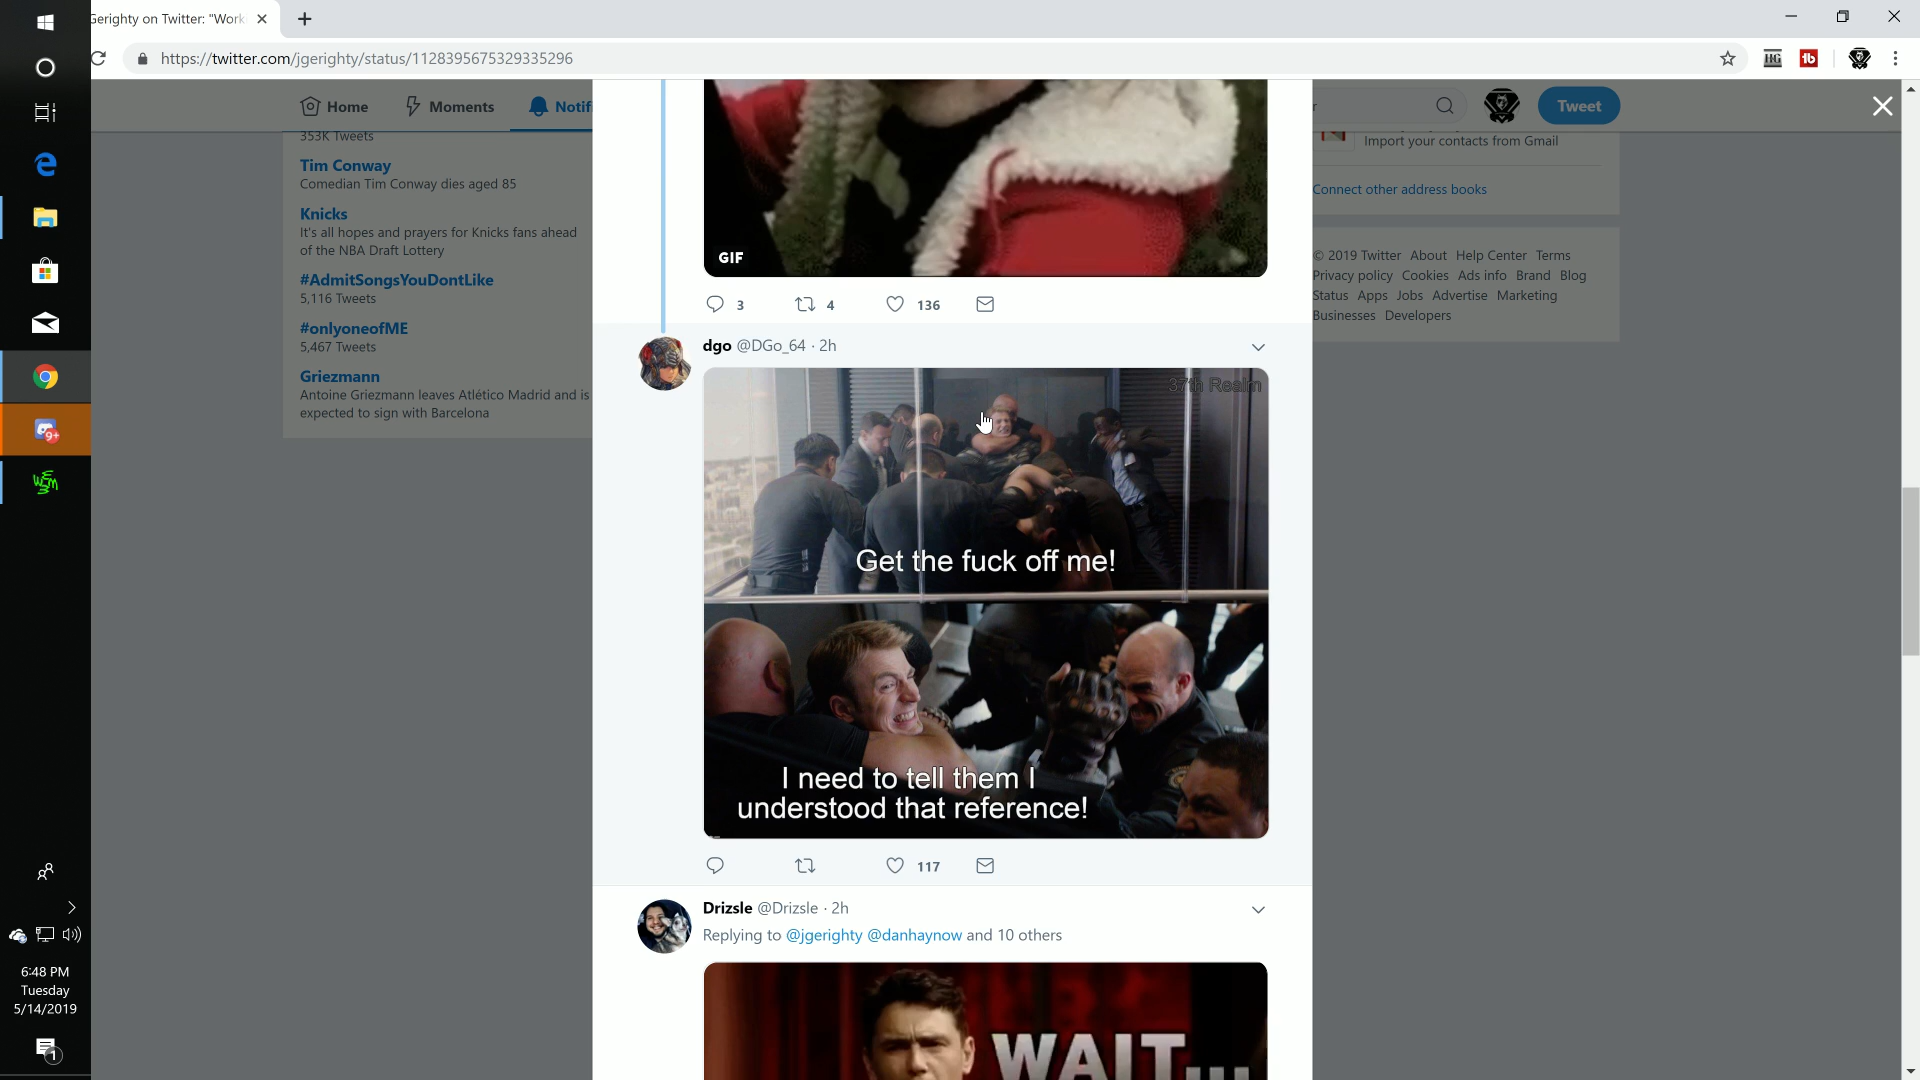 Gerighty on Twitter: "Work
https://twitter.com/jgerighty/status/1128395675329335296
HG
tb
Home
Moments
Notif
r
Tweet
353K Tweets
Tim Conway
Comedian Tim Conway dies aged 85
Knicks
It's all hopes and prayers for Knicks fans ahead
of the NBA Draft Lottery
#AdmitSongsYouDontLike
5,116 Tweets
#onlyoneofME
5,467 Tweets
Griezmann
Antoine Griezmann leaves Atlético Madrid and is
expected to sign with Barcelona
GIF
3
4
136
dgo @DGo_64 · 2h
37th Realm
Get the fuck off me!
I need to tell them I
understood that reference!
117
Drizsle @Drizsle · 2h
Replying to @jgerighty @danhaynow and 10 others
WAIT...
Import your contacts from Gmail
Connect other address books
© 2019 Twitter About Help Center Terms
Privacy policy Cookies Ads info Brand Blog
Status Apps Jobs Advertise Marketing
Businesses Developers
9+
6:48 PM
Tuesday
5/14/2019
1